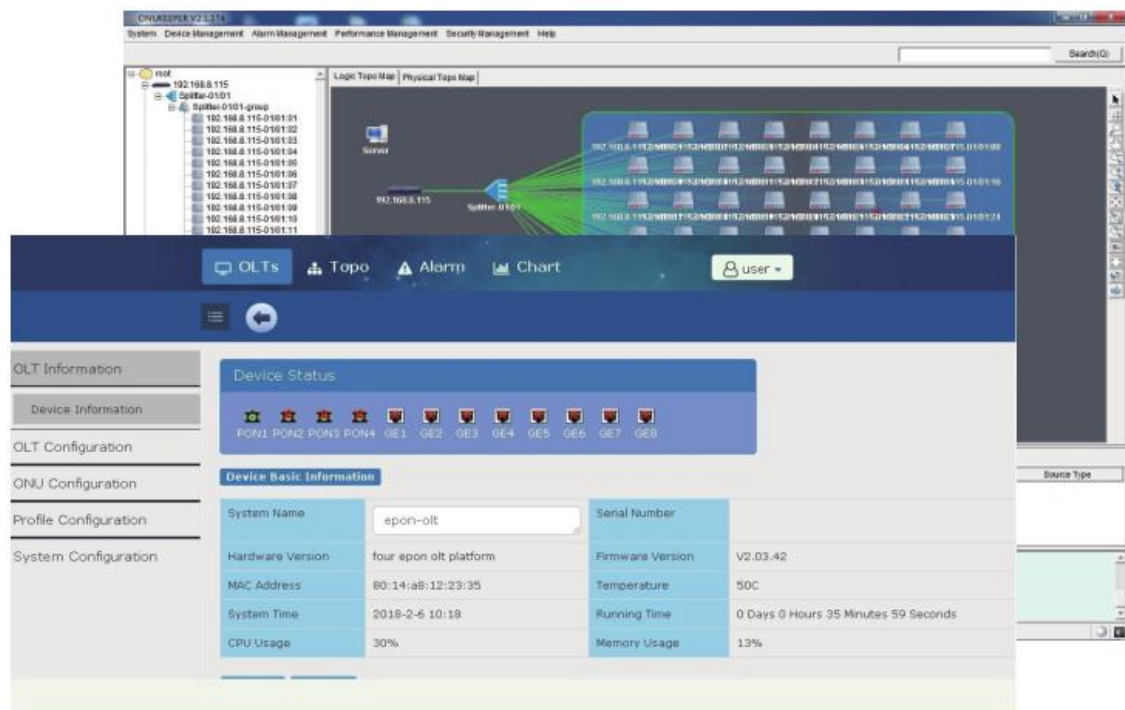 ONUKEEPER V2.1.174
System Device Management Alarm Management Performance Management Security Management Help
Search(Q)
root
192.168.8.115
Splitter-0101
Splitter-0101-group
192.168.8.115-0101:01
192.168.8.115-0101:02
192.168.8.115-0101:03
192.168.8.115-0101:04
192.168.8.115-0101:05
192.168.8.115-0101:06
192.168.8.115-0101:07
192.168.8.115-0101:08
192.168.8.115-0101:09
192.168.8.115-0101:10
192.168.8.115-0101:11
Logic Topo Map Physical Topo Map
Server
192.168.8.115
Splitter-0101
OLTs Topo Alarm Chart user
OLT Information
Device Information
OLT Configuration
ONU Configuration
Profile Configuration
System Configuration
Device Status
PON1 PON2 PON3 PON4 GE1 GE2 GE3 GE4 GE5 GE6 GE7 GE8
Device Basic Information
System Name epon-olt Serial Number
Hardware Version four epon olt platform Firmware Version V2.03.42
MAC Address 80:14:a8:12:23:35 Temperature 50C
System Time 2018-2-6 10:18 Running Time 0 Days 0 Hours 35 Minutes 59 Seconds
CPU Usage 30% Memory Usage 13%
Source Type